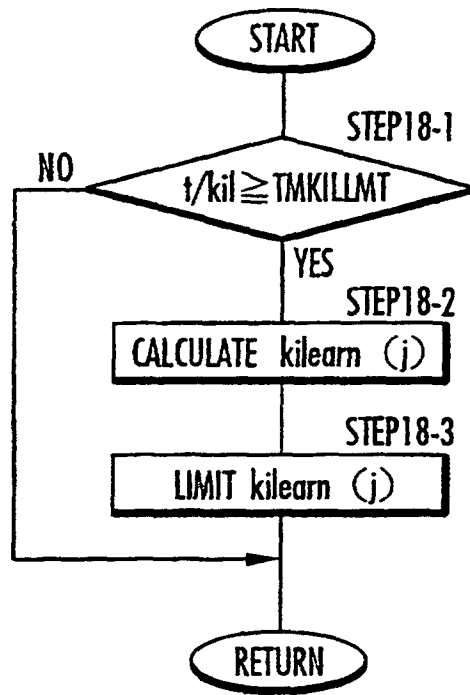 START
STEP18-1
NO
t/kil≧TMKILLMT
YES
STEP18-2
CALCULATE kilearn (j)
STEP18-3
LIMIT kilearn (j)
RETURN